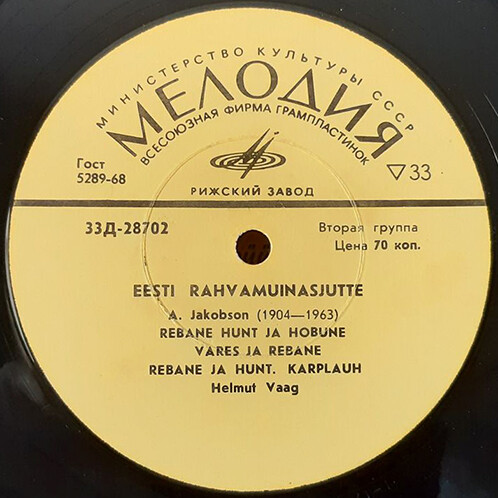 МИНИСТЕРСТВО КУЛЬТУРЫ СССР
МЕЛОДИЯ
ВСЕСОЮЗНАЯ ФИРМА ГРАМПЛАСТИНОК
Гост
5289-68
▽33
РИЖСКИЙ ЗАВОД
33Д-28702
Вторая группа
Цена 70 коп.
EESTI RAHVAMUINASJUTTE
A. Jakobson (1904—1963)
REBANE HUNT JA HOBUNE
VARES JA REBANE
REBANE JA HUNT. KARPLAUH
Helmut Vaag